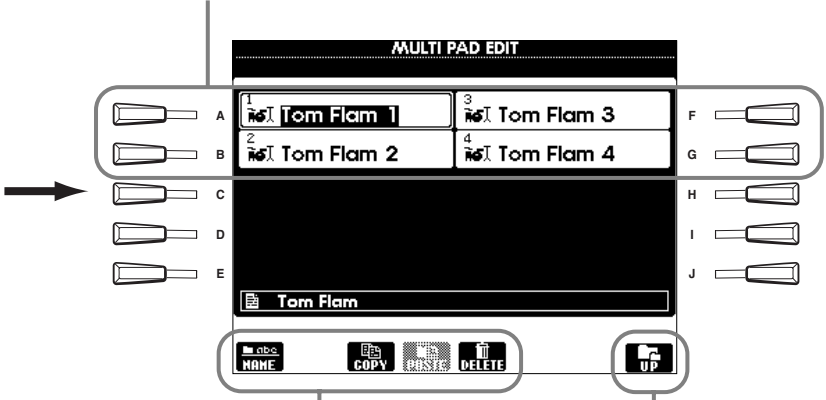 MULTI PAD EDIT
A 1 Tom Flam 1 3 Tom Flam 3 F
B 2 Tom Flam 2 4 Tom Flam 4 G
C H
D I
E J
Tom Flam
abc
NAME COPY PASTE DELETE UP